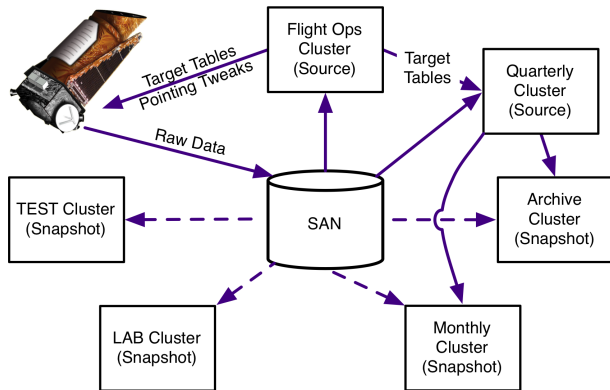 Flight Ops
Cluster
(Source)
Target Tables
Pointing Tweaks
Target
Tables
Quarterly
Cluster
(Source)
Raw Data
TEST Cluster
(Snapshot)
SAN
Archive
Cluster
(Snapshot)
LAB Cluster
(Snapshot)
Monthly
Cluster
(Snapshot)